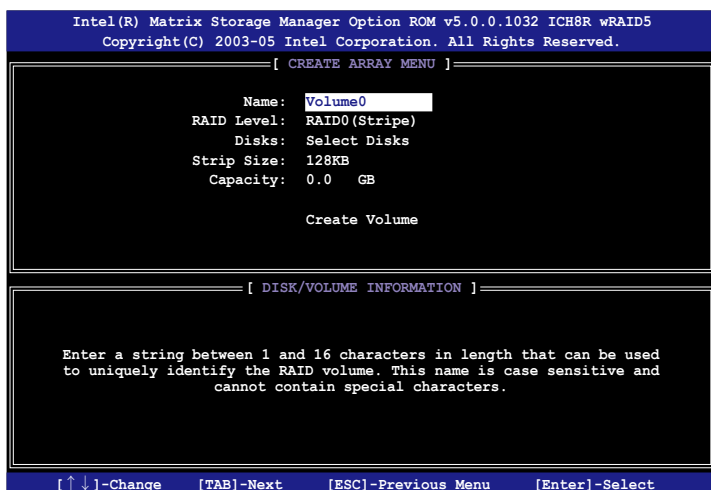 Intel(R) Matrix Storage Manager Option ROM v5.0.0.1032 ICH8R wRAID5
Copyright(C) 2003-05 Intel Corporation. All Rights Reserved.
[ CREATE ARRAY MENU ]
Name: Volume0
RAID Level: RAID0(Stripe)
Disks: Select Disks
Strip Size: 128KB
Capacity: 0.0 GB
Create Volume
[ DISK/VOLUME INFORMATION ]
Enter a string between 1 and 16 characters in length that can be used
to uniquely identify the RAID volume. This name is case sensitive and
cannot contain special characters.
[↑↓]-Change [TAB]-Next [ESC]-Previous Menu [Enter]-Select